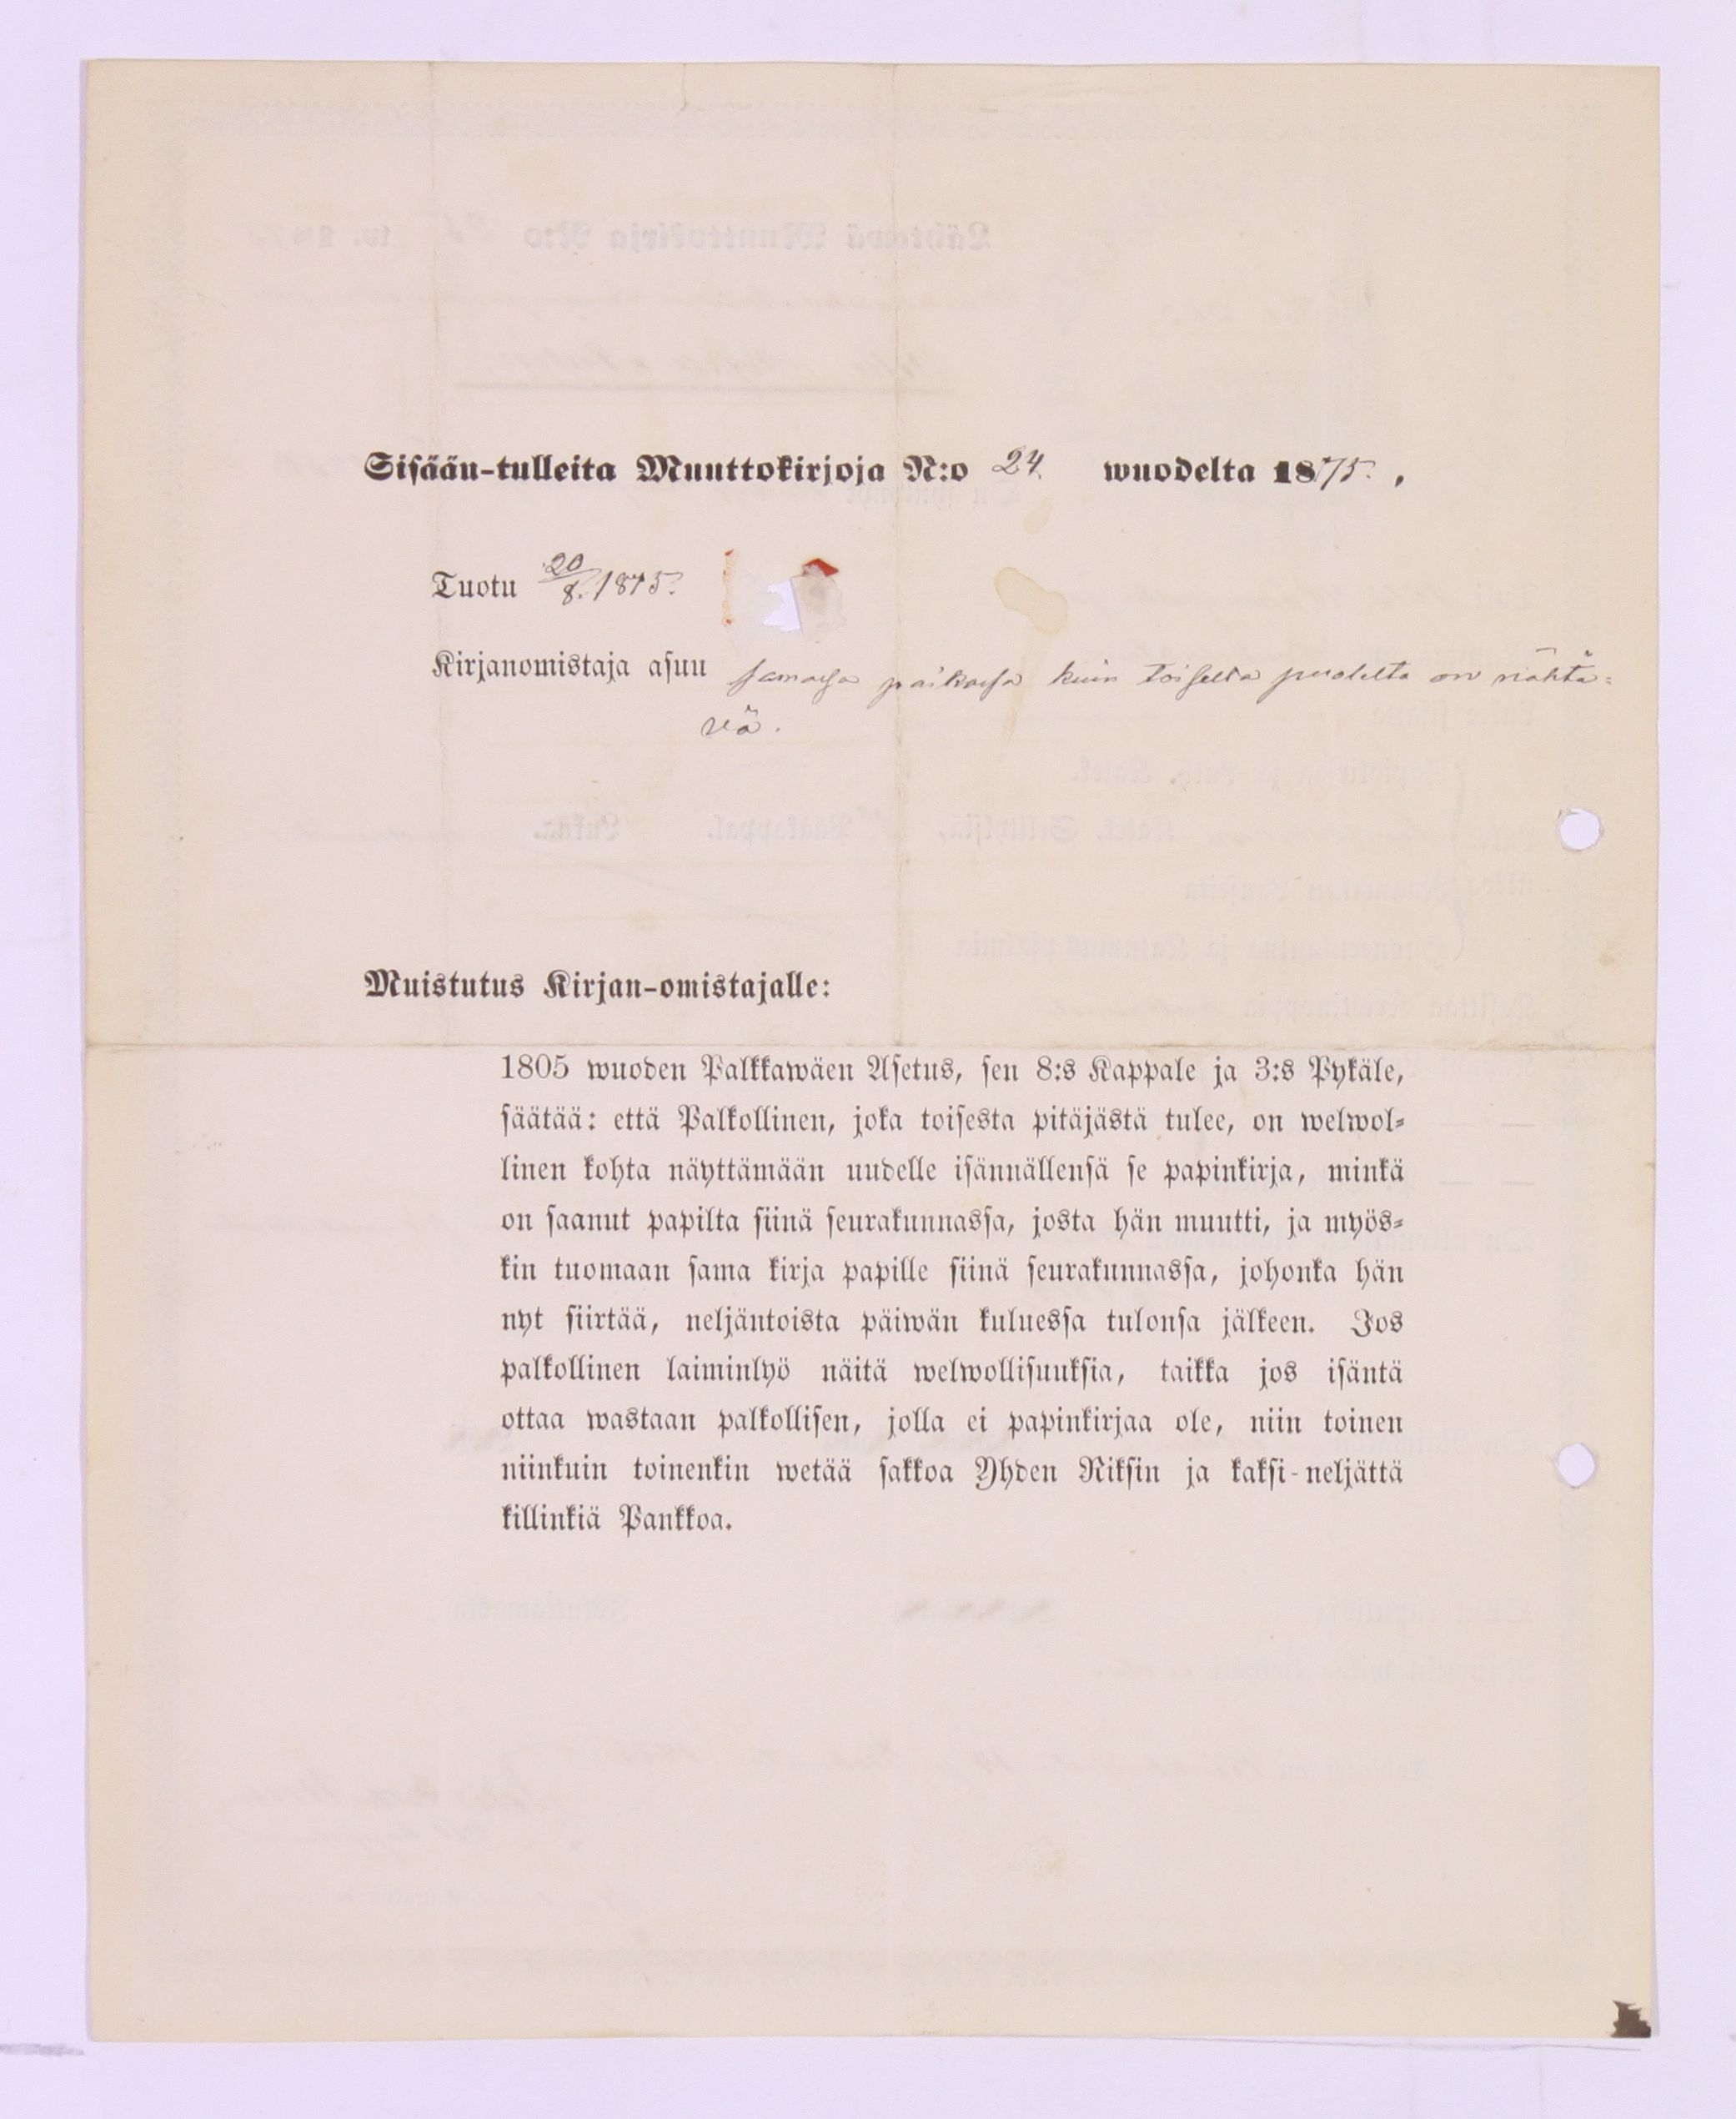 Sisään-tulleita Muuttokirjoja N:o 24 wuodelta 1875.,
Tuotu 20/8. 1875.
Kirjanomistaja asuu samassa paikassa kuin toiselta puolelta on nähtä=
vä.
Muistutus Kirjan-omistajalle:
1805 wuoden Palkkawäen Asetus, sen 8:s Kappale ja 3:s Pykäle,
säätää: että Palkollinen, joka toisesta pitäjästä tulee, on welwol-
linen kohta näyttämään uudelle isännällensä se papinkirja, minkä
on saanut papilta siinä seurakunnassa, josta hän muutti, ja myös-
kin tuomaan sama kirja papille siinä seurakunnassa, johonka hän
nyt siirtää, neljäntoista päiwän kuluessa tulonsa jälkeen. Jos
palkollinen laiminlyö näitä welwollisuuksia, taikka jos isäntä
ottaa wastaan palkollisen, jolla ei papinkirjaa ole, niin toinen
niinkuin toinenkin wetää sakkoa Yhden Riksin ja kaksi-neljättä
killinkiä Pankkoa.